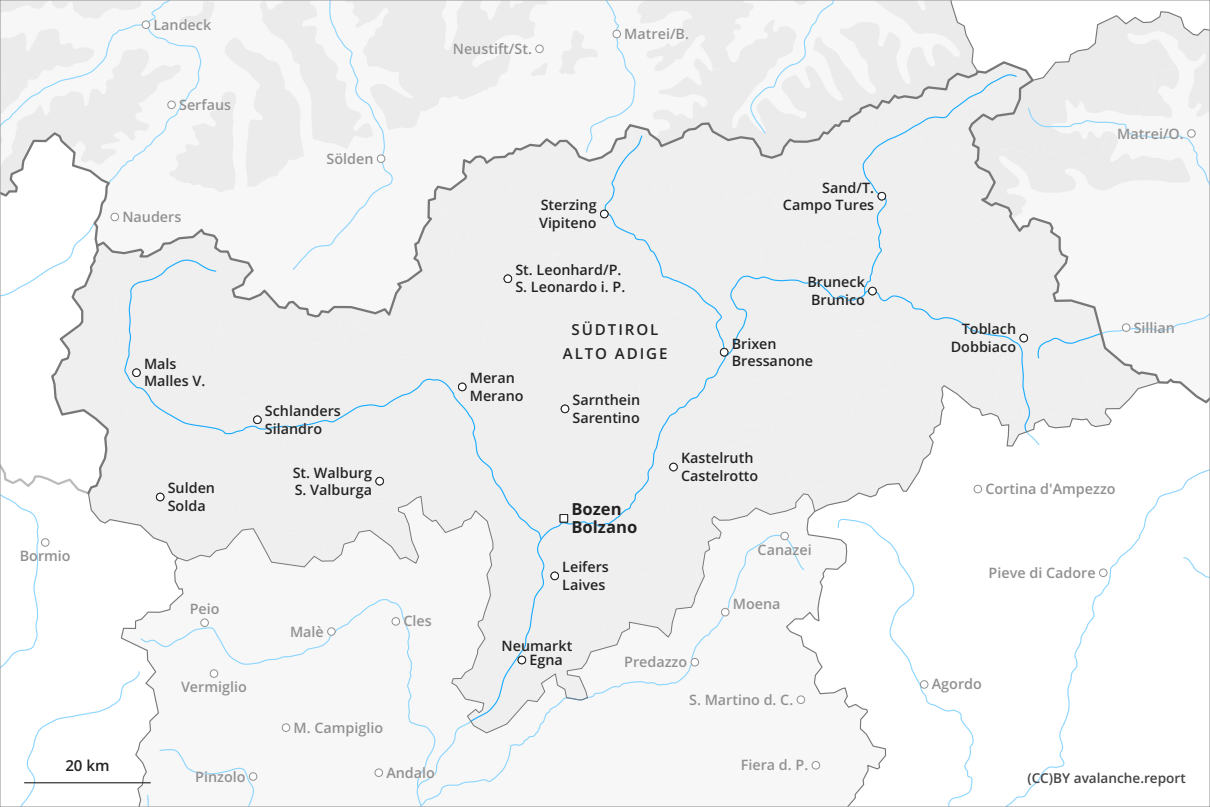 Landeck
Neustift/St.
Matrei/B.
Serfaus
Matrei/O.
Sölden
Sand/T.
Campo Tures
Nauders
Sterzing
Vipiteno
St. Leonhard/P.
S. Leonardo i. P.
Bruneck
Brunico
SÜDTIROL
ALTO ADIGE
Toblach
Dobbiaco
Sillian
Brixen
Bressanone
Mals
Malles V.
Meran
Merano
Schlanders
Silandro
Sarnthein
Sarentino
Kastelruth
Castelrotto
St. Walburg
S. Valburga
Sulden
Solda
Cortina d'Ampezzo
Bozen
Bolzano
Bormio
Canazei
Leifers
Laives
Pieve di Cadore
Peio
Moena
Malè
Cles
Neumarkt
Egna
Predazzo
Vermiglio
Agordo
S. Martino d. C.
M. Campiglio
20 km
Pinzolo
Andalo
Fiera d. P.
(CC)BY avalanche.report